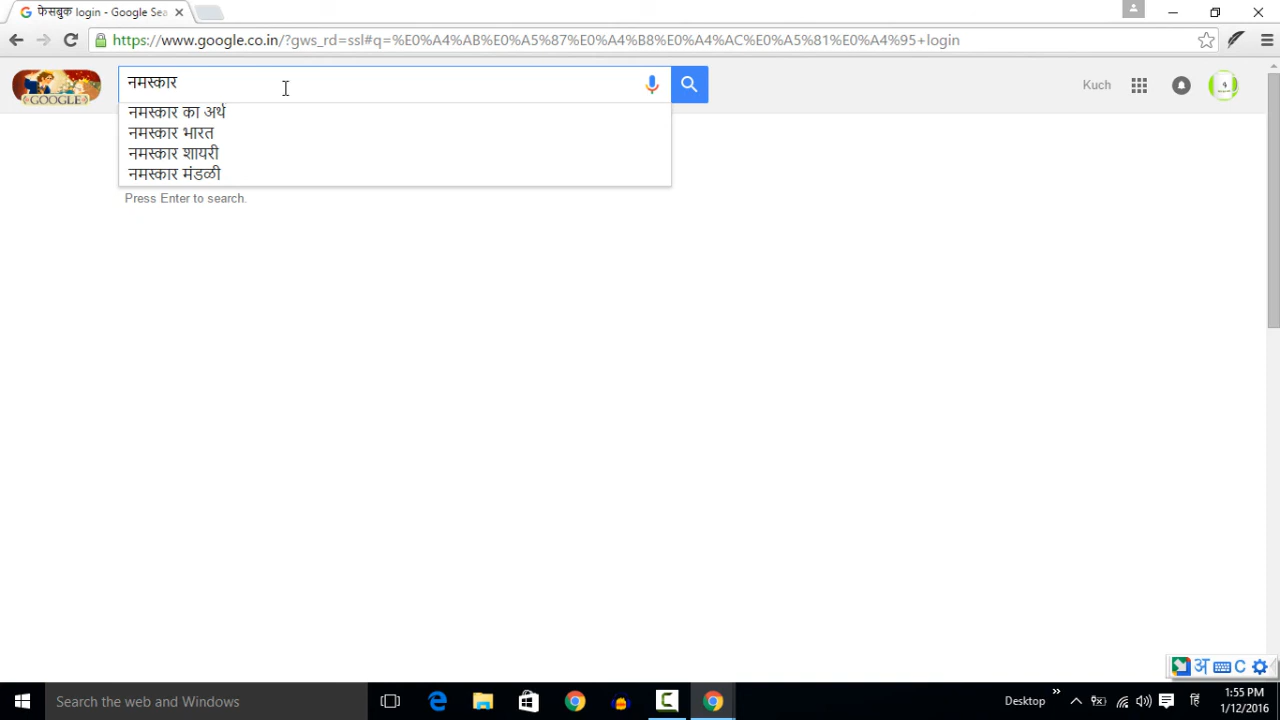 फेसबुक login - Google Sea
https://www.google.co.in/?gws_rd=ssl#q=%E0%A4%AB%E0%A5%87%E0%A4%B8%E0%A4%AC%E0%A5%81%E0%A4%95+login
GOOGLE
नमस्कार
Kuch
नमस्कार का अर्थ
नमस्कार भारत
नमस्कार शायरी
नमस्कार मंडळी
Press Enter to search.
अ
Search the web and Windows
Desktop
हिं
1:55 PM
1/12/2016